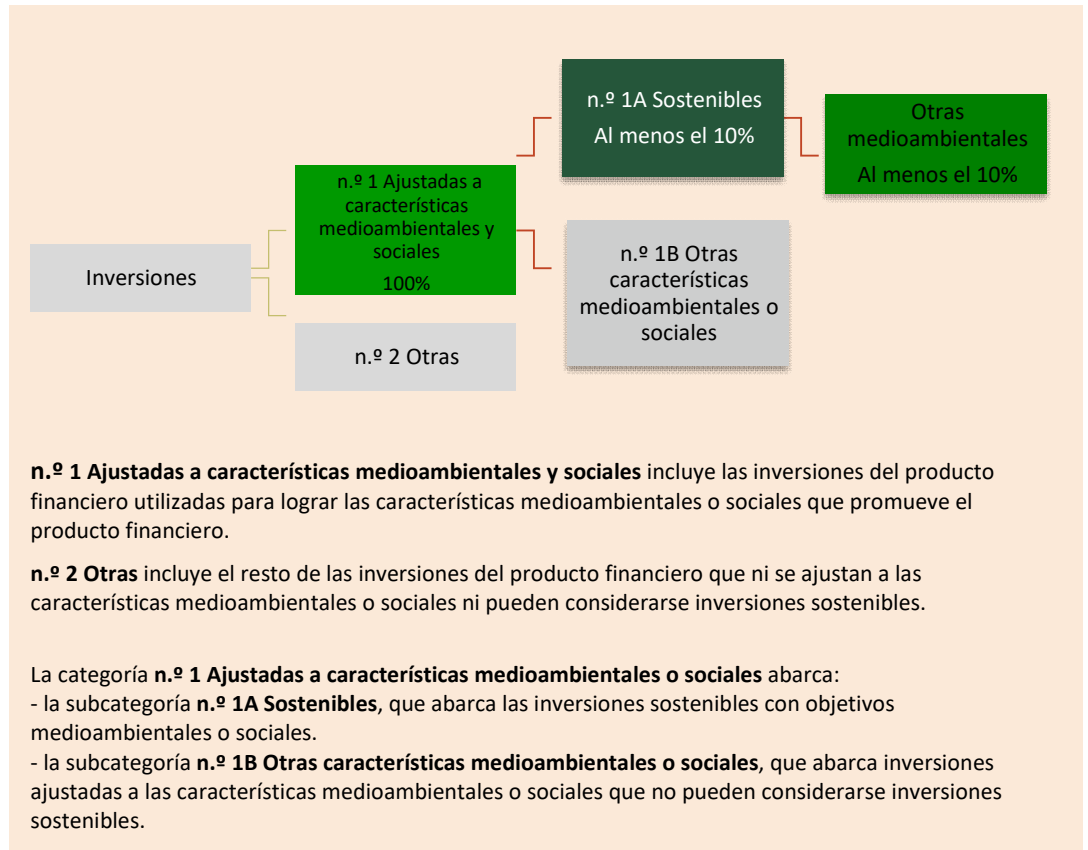 n.º 1A Sostenibles
Al menos el 10%
Otras
medioambientales
Al menos el 10%
n.º 1 Ajustadas a
características
medioambientales y
sociales
100%
Inversiones
n.º 1B Otras
características
medioambientales o
sociales
n.º 2 Otras
n.º 1 Ajustadas a características medioambientales y sociales incluye las inversiones del producto
financiero utilizadas para lograr las características medioambientales o sociales que promueve el
producto financiero.
n.º 2 Otras incluye el resto de las inversiones del producto financiero que ni se ajustan a las
características medioambientales o sociales ni pueden considerarse inversiones sostenibles.
La categoría n.º 1 Ajustadas a características medioambientales o sociales abarca:
- la subcategoría n.º 1A Sostenibles, que abarca las inversiones sostenibles con objetivos
medioambientales o sociales.
- la subcategoría n.º 1B Otras características medioambientales o sociales, que abarca inversiones
ajustadas a las características medioambientales o sociales que no pueden considerarse inversiones
sostenibles.